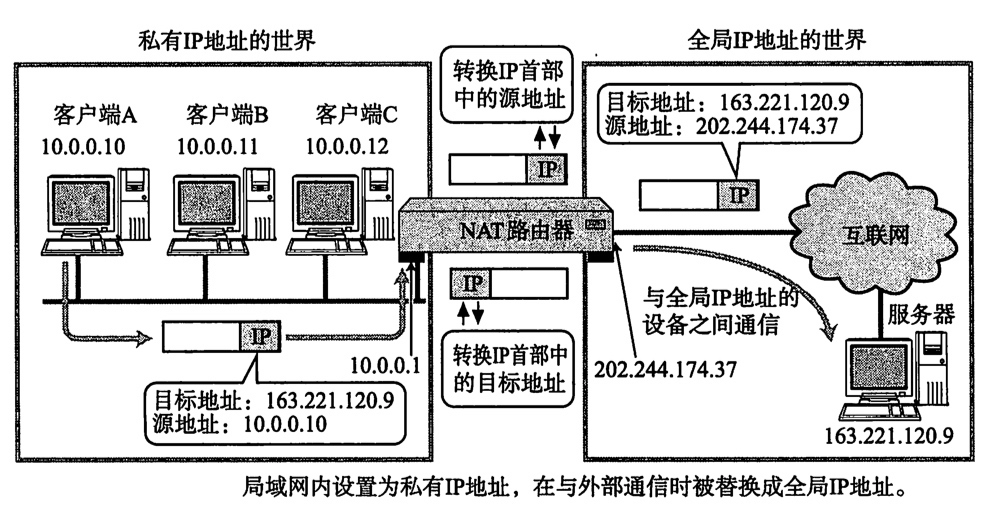 私有IP地址的世界
全局IP地址的世界
转换IP首部
中的源地址
目标地址：163.221.120.9
源地址：202.244.174.37
客户端A
客户端B
客户端C
10.0.0.10
10.0.0.11
10.0.0.12
IP
IP
NAT路由器
互联网
IP
与全局IP地址的
设备之间通信
服务器
IP
10.0.0.1
转换IP首部中
的目标地址
202.244.174.37
目标地址：163.221.120.9
源地址：10.0.0.10
163.221.120.9
局域网内设置为私有IP地址，在与外部通信时被替换成全局IP地址。